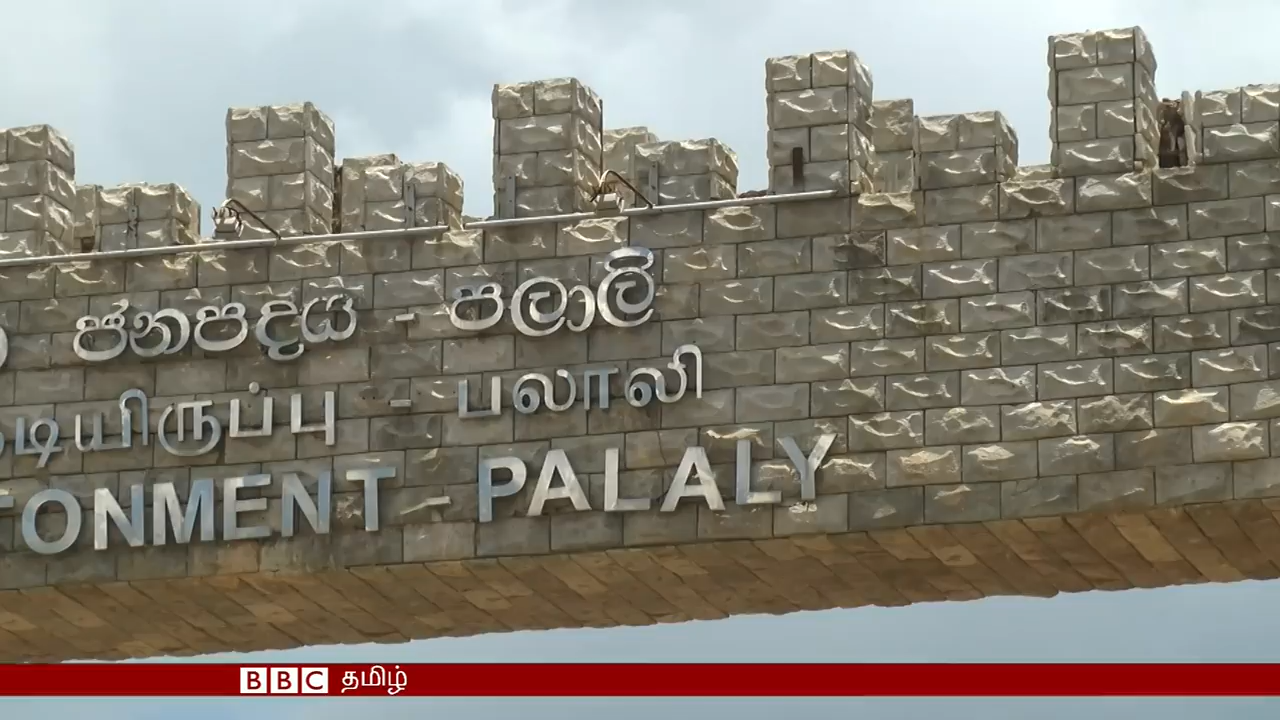 ජනපදය - පලාලි
குடியிருப்பு - பலாலி
TONMENT - PALALY
BBC தமிழ்